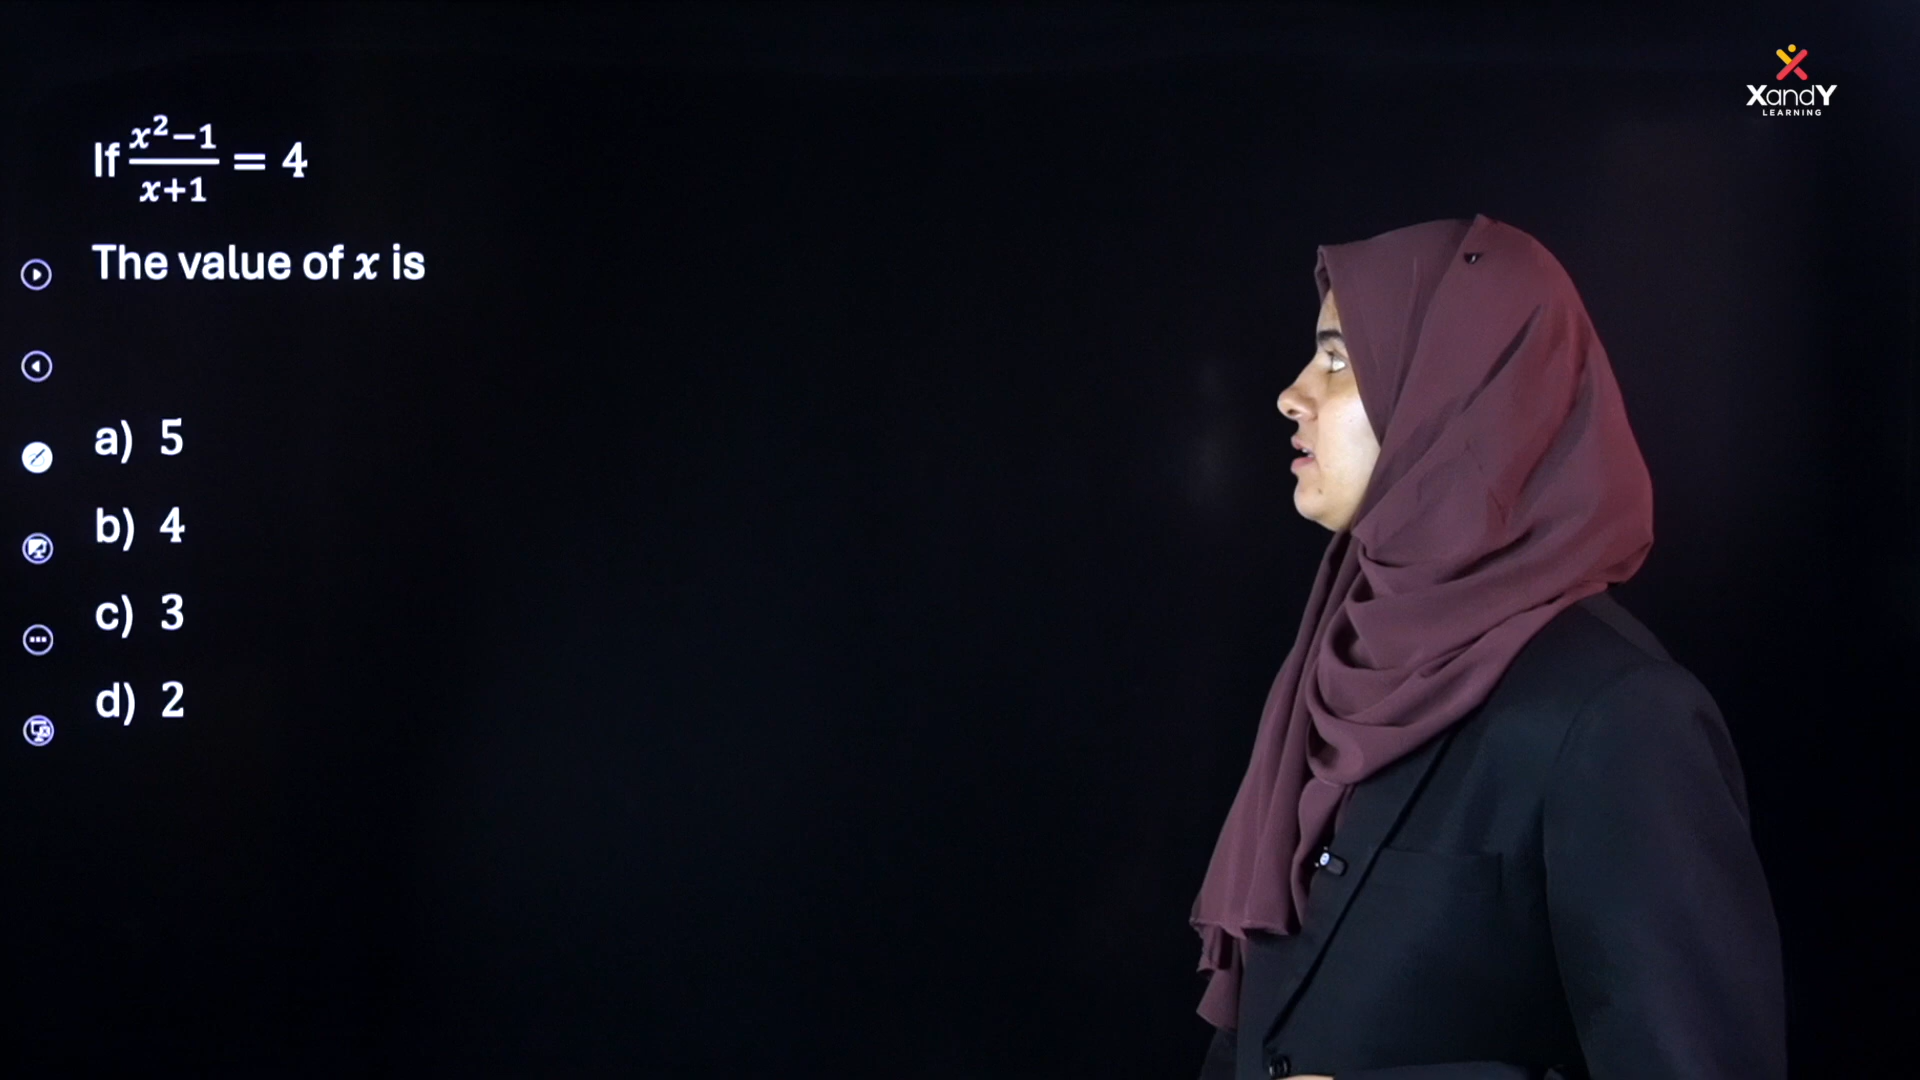 XandY
LEARNING
If x²−1/x+1 = 4
The value of x is
a) 5
b) 4
c) 3
d) 2